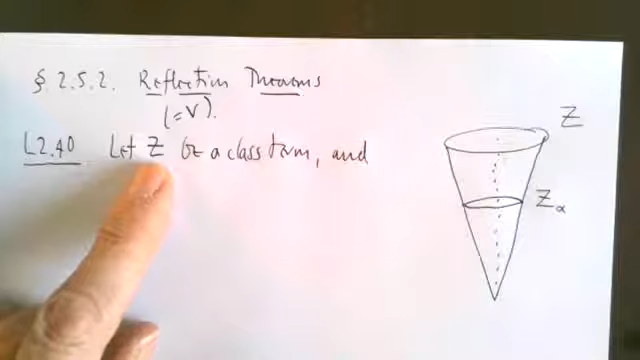 § 2.5.2. Reflection Theorems
(=V).
L2.40 Let Z be a class term, and
Z
Zα